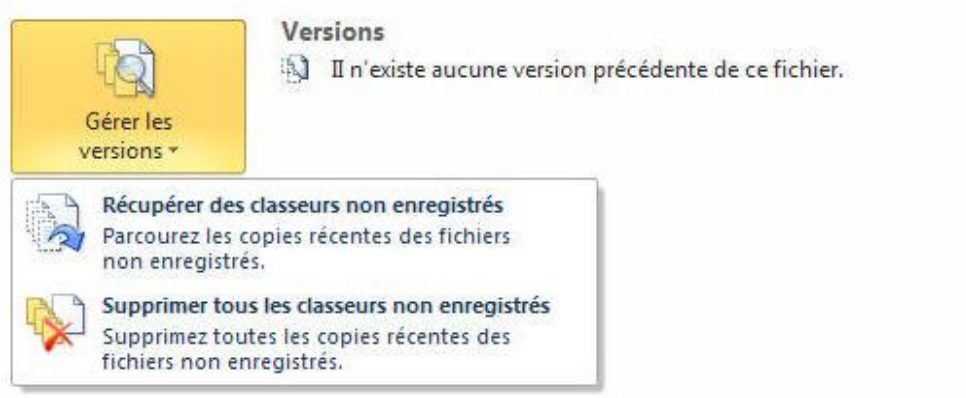 Versions
Il n'existe aucune version précédente de ce fichier.
Gérer les
versions
Récupérer des classeurs non enregistrés
Parcourez les copies récentes des fichiers
non enregistrés.
Supprimer tous les classeurs non enregistrés
Supprimez toutes les copies récentes des
fichiers non enregistrés.